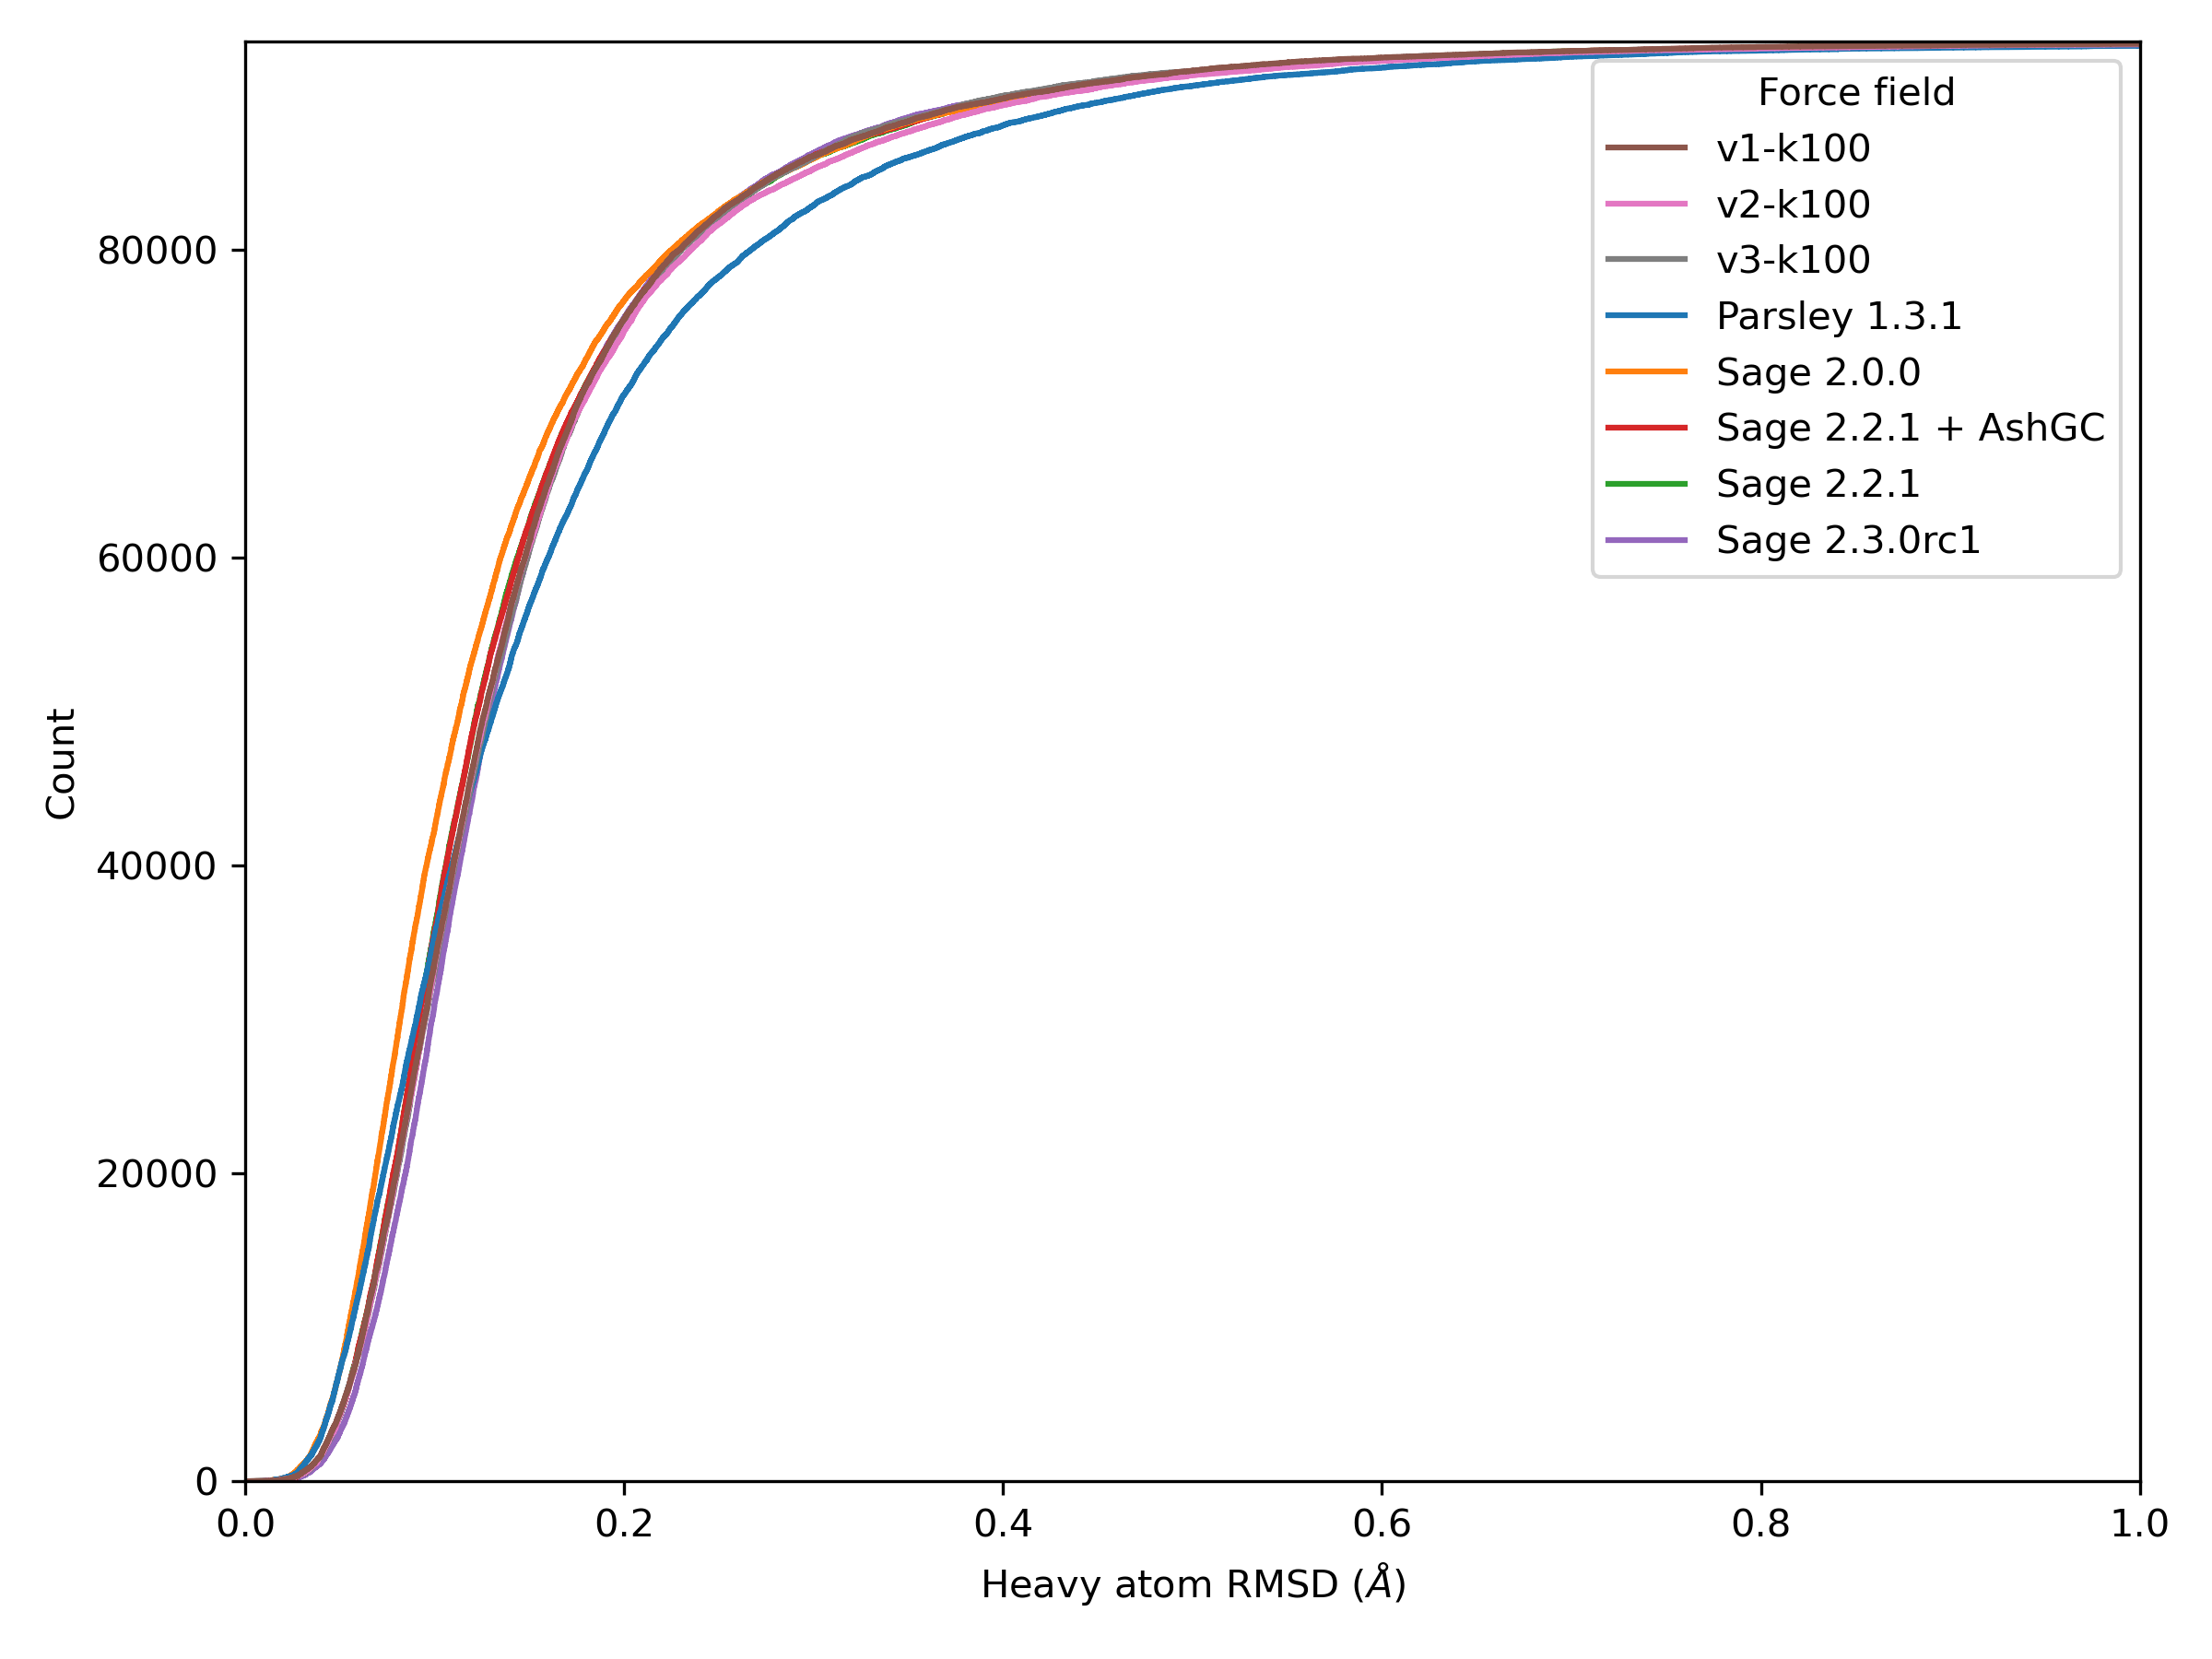 Force field
v1-k100
v2-k100
v3-k100
Parsley 1.3.1
Sage 2.0.0
Sage 2.2.1 + AshGC
Sage 2.2.1
Sage 2.3.0rc1
80000
60000
40000
20000
0
Count
0.0 0.2 0.4 0.6 0.8 1.0
Heavy atom RMSD (Å)